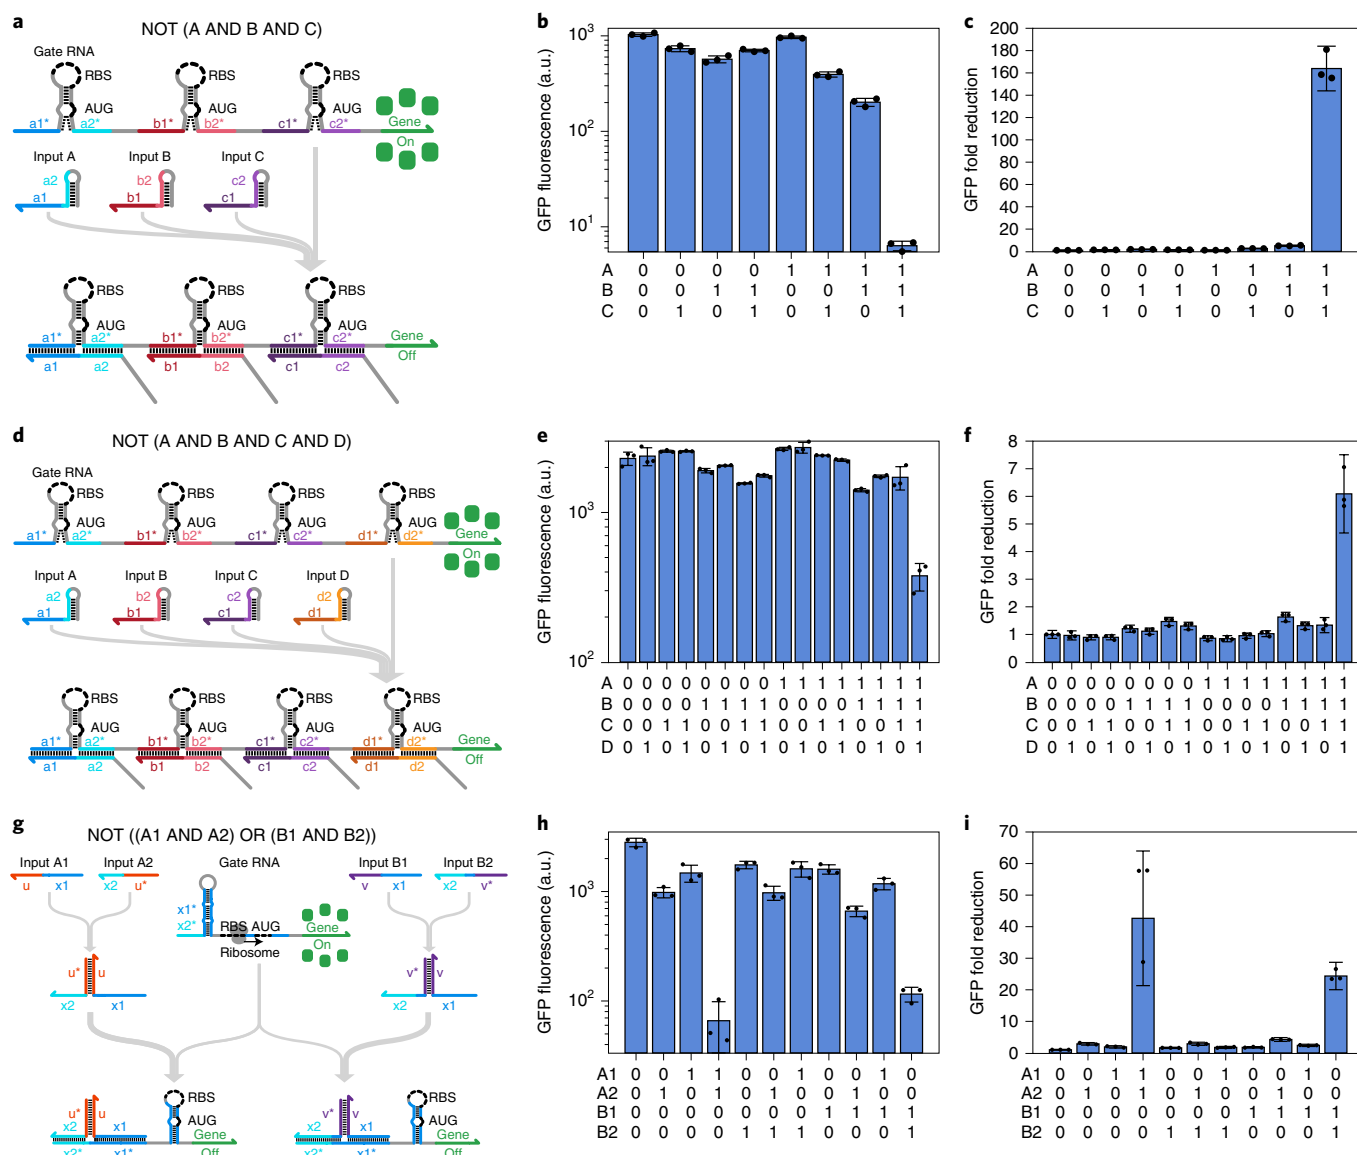 a
NOT (A AND B AND C)
Gate RNA
RBS RBS RBS
AUG AUG AUG
a1* a2* b1* b2* c1* c2* Gene
On
Input A Input B Input C
a2 b2 c2
a1 b1 c1
RBS RBS RBS
AUG AUG AUG
a1* a2* b1* b2* c1* c2* Gene
Off
a1 a2 b1 b2 c1 c2
b
GFP fluorescence (a.u.)
10³
10²
10¹
A 0 0 0 0 1 1 1 1
B 0 0 1 1 0 0 1 1
C 0 1 0 1 0 1 0 1
c
GFP fold reduction
200
180
160
140
120
100
80
60
40
20
0
A 0 0 0 0 1 1 1 1
B 0 0 1 1 0 0 1 1
C 0 1 0 1 0 1 0 1
d
NOT (A AND B AND C AND D)
Gate RNA
RBS RBS RBS RBS
AUG AUG AUG AUG
a1* a2* b1* b2* c1* c2* d1* d2* Gene
On
Input A Input B Input C Input D
a2 b2 c2 d2
a1 b1 c1 d1
RBS RBS RBS RBS
AUG AUG AUG AUG
a1* a2* b1* b2* c1* c2* d1* d2* Gene
Off
a1 a2 b1 b2 c1 c2 d1 d2
e
GFP fluorescence (a.u.)
10³
10²
A 0 0 0 0 0 0 0 0 1 1 1 1 1 1 1 1
B 0 0 0 0 1 1 1 1 0 0 0 0 1 1 1 1
C 0 0 1 1 0 0 1 1 0 0 1 1 0 0 1 1
D 0 1 0 1 0 1 0 1 0 1 0 1 0 1 0 1
f
GFP fold reduction
8
7
6
5
4
3
2
1
0
A 0 0 0 0 0 0 0 0 1 1 1 1 1 1 1 1
B 0 0 0 0 1 1 1 1 0 0 0 0 1 1 1 1
C 0 0 1 1 0 0 1 1 0 0 1 1 0 0 1 1
D 0 1 0 1 0 1 0 1 0 1 0 1 0 1 0 1
g
NOT ((A1 AND A2) OR (B1 AND B2))
Input A1 Input A2 Gate RNA Input B1 Input B2
u x1 x2 u* v x1 x2 v*
x1*
x2*
RBS AUG
Ribosome
Gene
On
u* u v* v
x2 x1 x2 x1
RBS RBS
AUG AUG
u* u v* v
x2 x1 Gene x2 x1 Gene
Off Off
x2* x1* x2* x1*
h
GFP fluorescence (a.u.)
10³
10²
A1 0 0 1 1 0 0 1 0 0 1 0
A2 0 1 0 1 0 1 0 0 1 0 0
B1 0 0 0 0 0 0 0 1 1 1 1
B2 0 0 0 0 1 1 1 0 0 0 1
i
GFP fold reduction
70
60
50
40
30
20
10
0
A1 0 0 1 1 0 0 1 0 0 1 0
A2 0 1 0 1 0 1 0 0 1 0 0
B1 0 0 0 0 0 0 0 1 1 1 1
B2 0 0 0 0 1 1 1 0 0 0 1